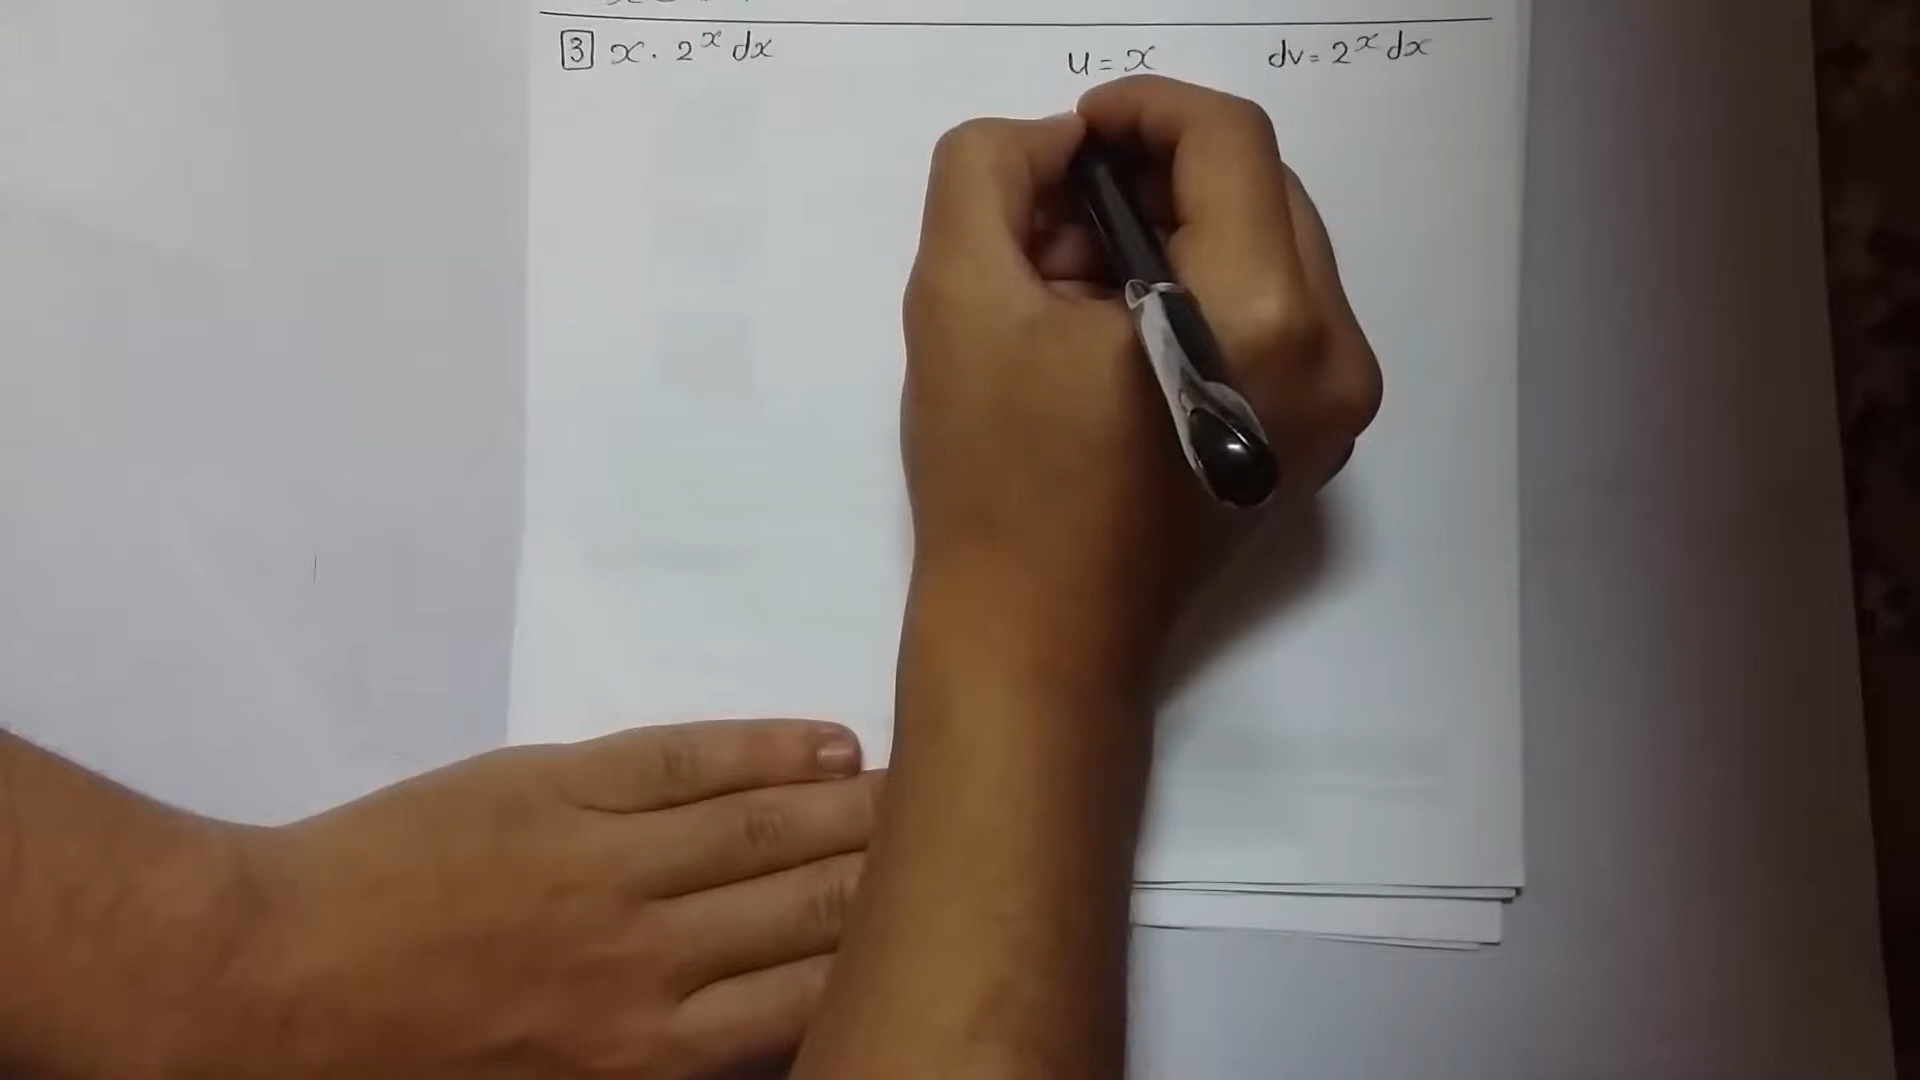 3 x . 2^x dx u = x dv = 2^x dx